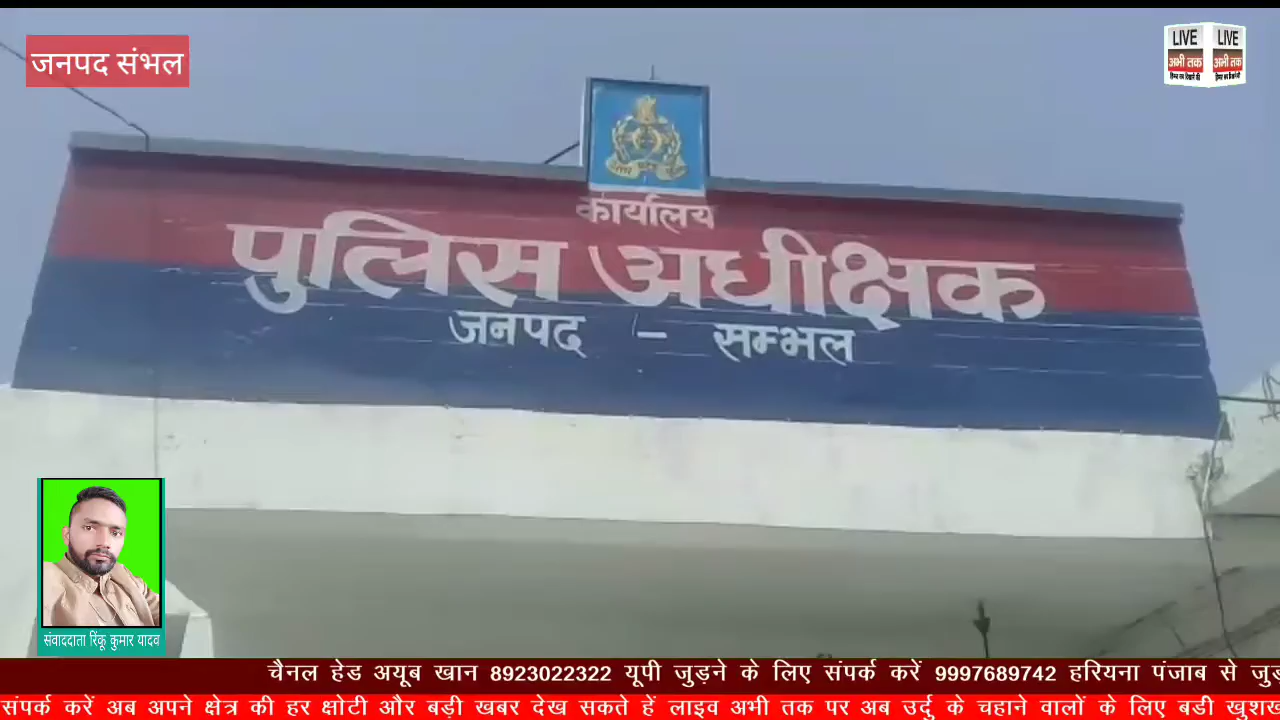 जनपद संभल
LIVE LIVE
अभी तक अभी तक
कार्यालय
पुलिस अधीक्षक
जनपद - सम्भल
संवाददाता रिंकू कुमार यादव
चैनल हेड अयूब खान 8923022322 यूपी जुड़ने के लिए संपर्क करें 9997689742 हरियना पंजाब से जुड़
संपर्क करें अब अपने क्षेत्र की हर क्षोटी और बड़ी खबर देख सकते हें लाइव अभी तक पर अब उर्दु के चहाने वालों के लिए बडी खुशख